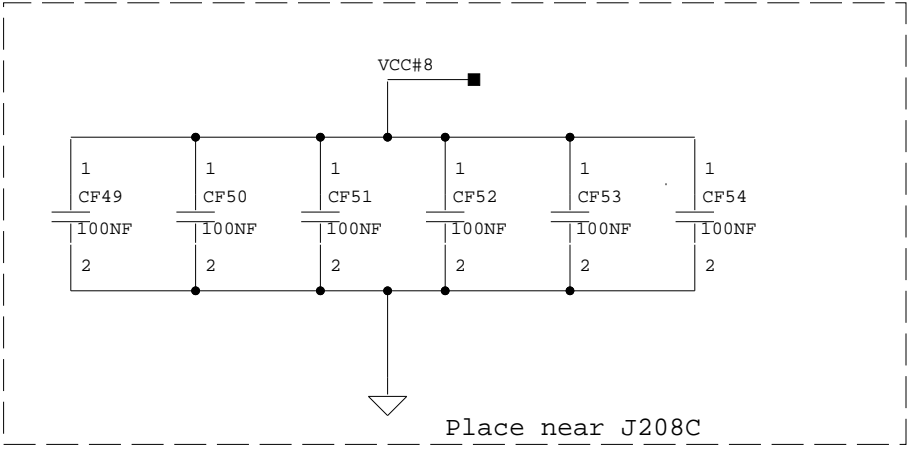 VCC#8
1 1 1 1 1 1
CF49 CF50 CF51 CF52 CF53 CF54
100NF 100NF 100NF 100NF 100NF 100NF
2 2 2 2 2 2
Place near J208C